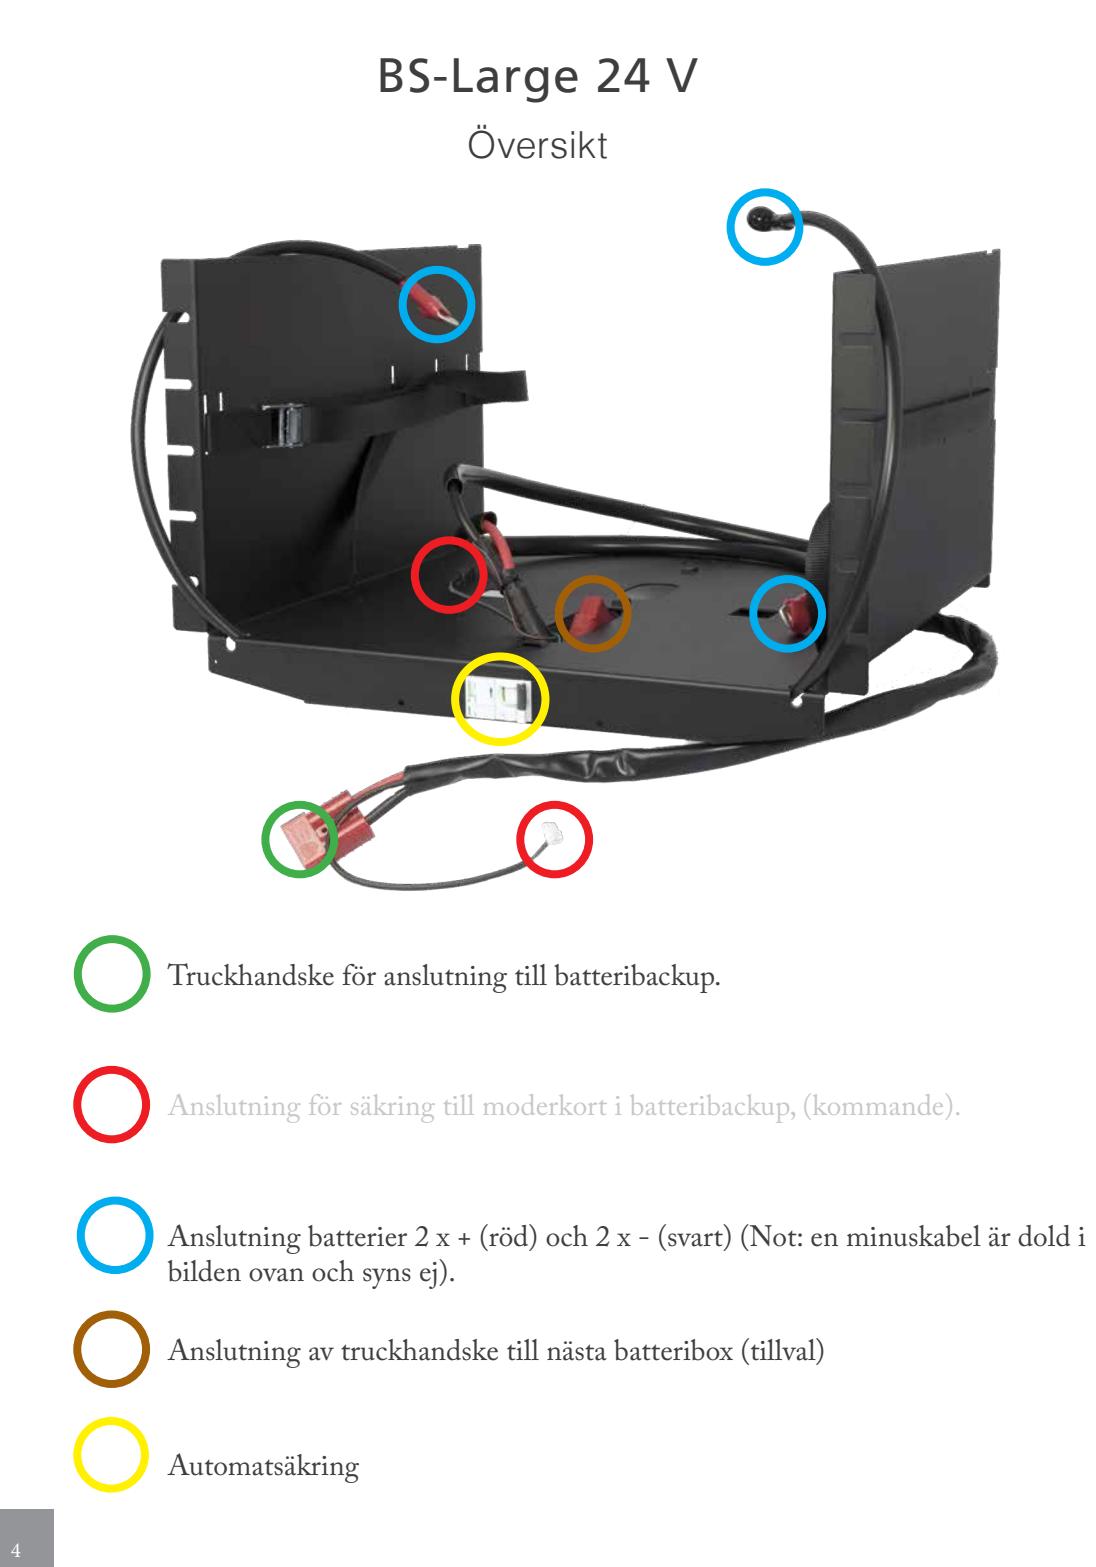 BS-Large 24 V
Översikt
Truckhandske för anslutning till batteribackup.
Anslutning för säkring till moderkort i batteribackup, (kommande).
Anslutning batterier 2 x + (röd) och 2 x - (svart) (Not: en minuskabel är dold i
bilden ovan och syns ej).
Anslutning av truckhandske till nästa batteribox (tillval)
Automatsäkring
4